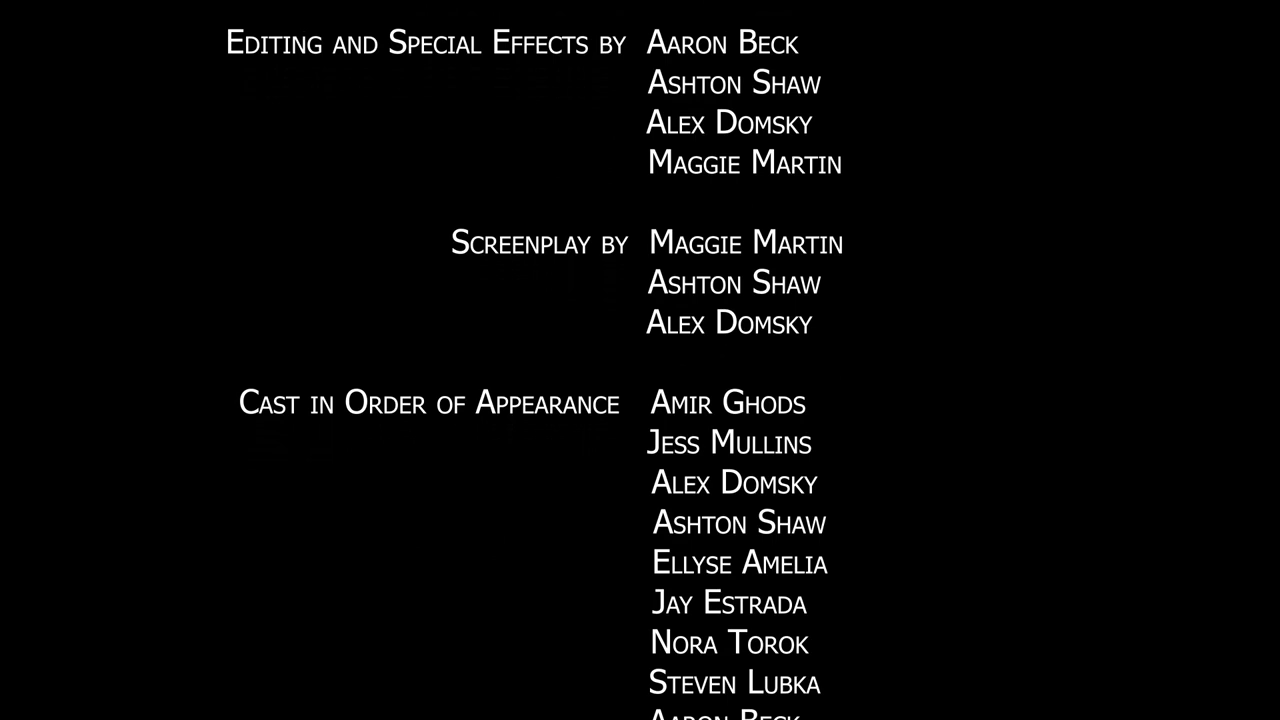 Editing and Special Effects by Aaron Beck
Ashton Shaw
Alex Domsky
Maggie Martin
Screenplay by Maggie Martin
Ashton Shaw
Alex Domsky
Cast in Order of Appearance Amir Ghods
Jess Mullins
Alex Domsky
Ashton Shaw
Ellyse Amelia
Jay Estrada
Nora Torok
Steven Lubka
Aaron Beck